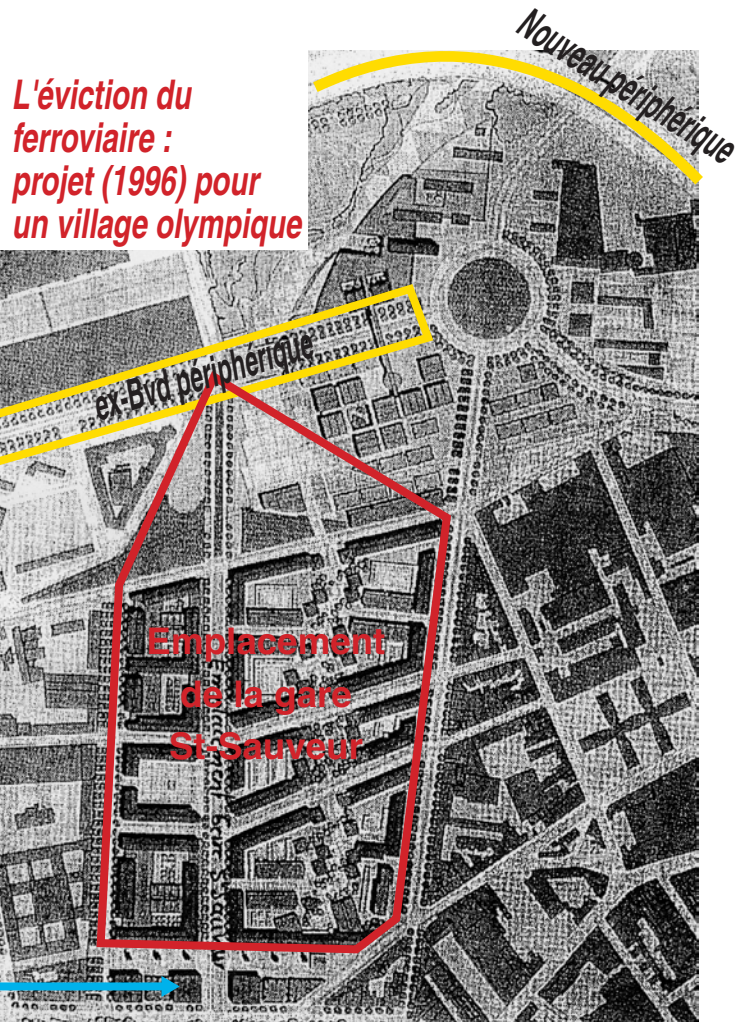 Nouveau périphérique
L'éviction du
ferroviaire :
projet (1996) pour
un village olympique
ex-Bvd périphérique
Emplacement
de la gare
St-Sauveur